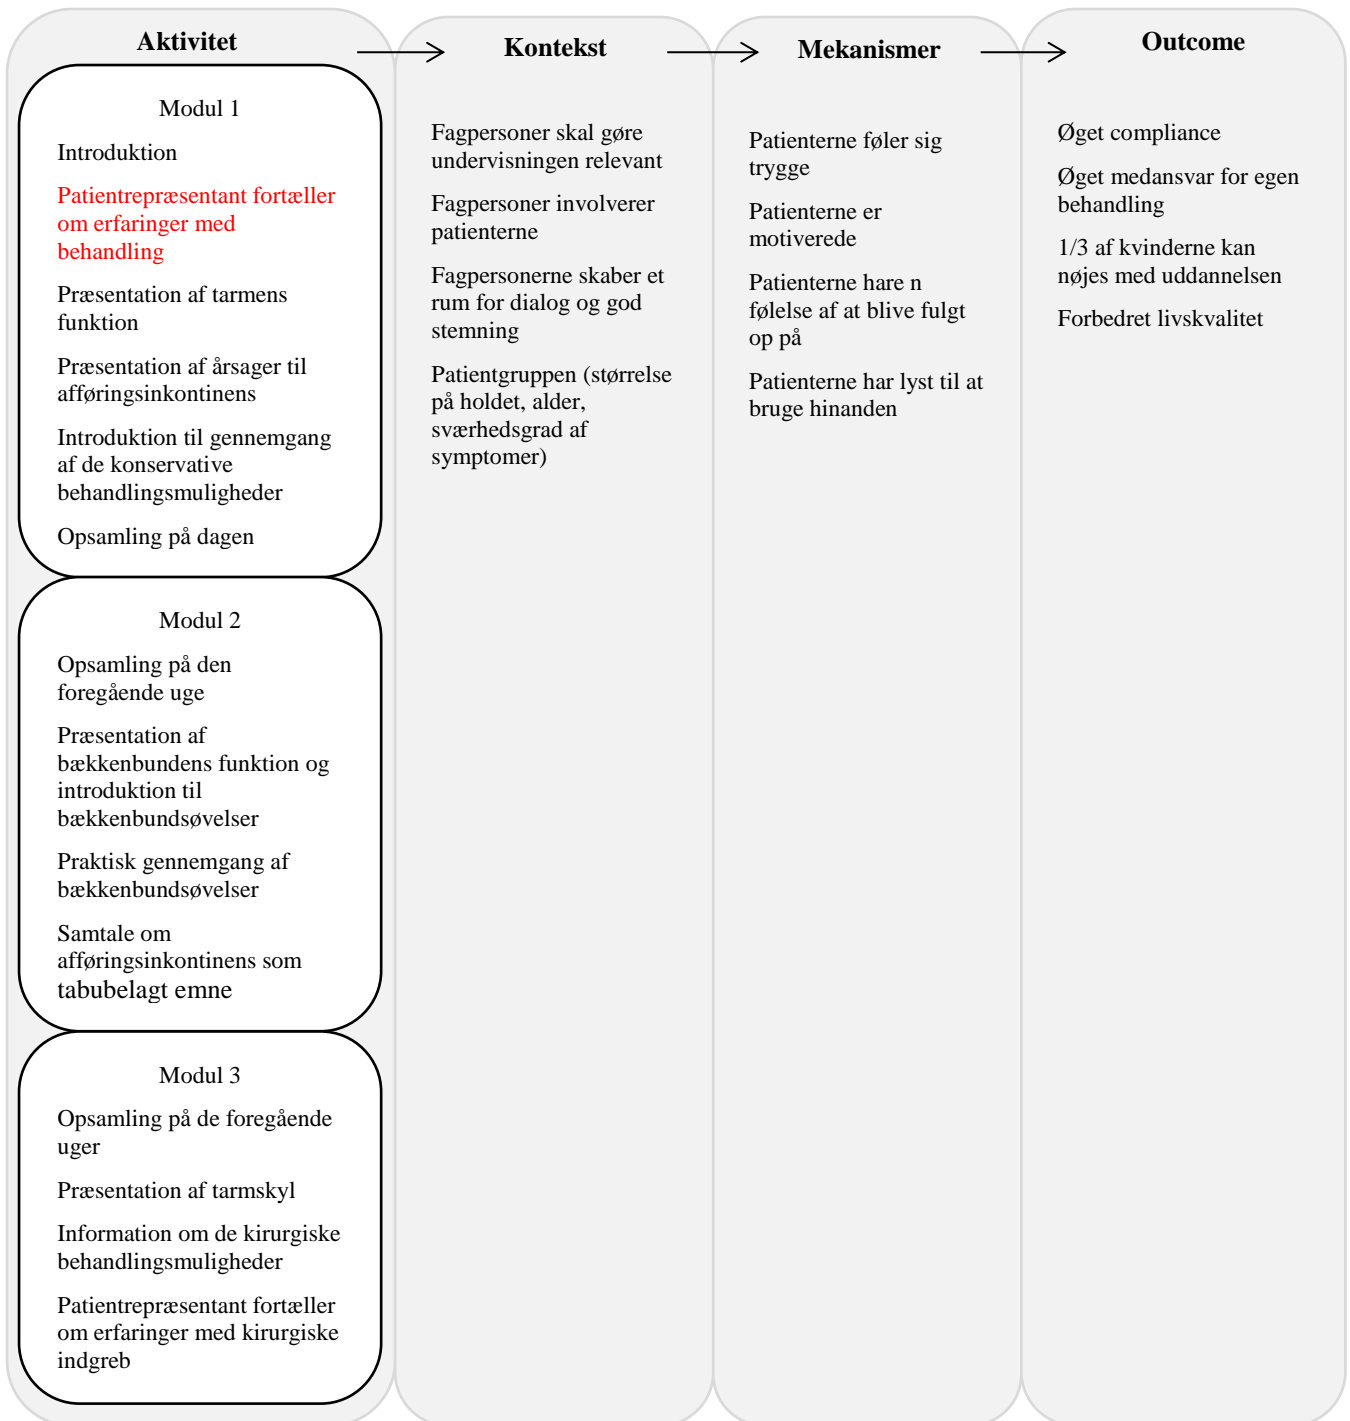 Aktivitet
Modul 1
Introduktion
Patientrepræsentant fortæller
om erfaringer med
behandling
Præsentation af tarmens
funktion
Præsentation af årsager til
afføringsinkontinens
Introduktion til gennemgang
af de konservative
behandlingsmuligheder
Opsamling på dagen
Modul 2
Opsamling på den
foregående uge
Præsentation af
bækkenbundens funktion og
introduktion til
bækkenbundsøvelser
Praktisk gennemgang af
bækkenbundsøvelser
Samtale om
afføringsinkontinens som
tabubelagt emne
Modul 3
Opsamling på de foregående
uger
Præsentation af tarmskyl
Information om de kirurgiske
behandlingsmuligheder
Patientrepræsentant fortæller
om erfaringer med kirurgiske
indgreb
Kontekst
Fagpersoner skal gøre
undervisningen relevant
Fagpersoner involverer
patienterne
Fagpersonerne skaber et
rum for dialog og god
stemning
Patientgruppen (størrelse
på holdet, alder,
sværhedsgrad af
symptomer)
Mekanismer
Patienterne føler sig
trygge
Patienterne er
motiverede
Patienterne hare n
følelse af at blive fulgt
op på
Patienterne har lyst til at
bruge hinanden
Outcome
Øget compliance
Øget medansvar for egen
behandling
1/3 af kvinderne kan
nøjes med uddannelsen
Forbedret livskvalitet